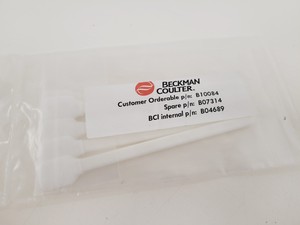 BECKMAN
COULTER.
Customer Orderable p/n: B10084
Spare p/n: B07314
BCI internal p/n: B04689